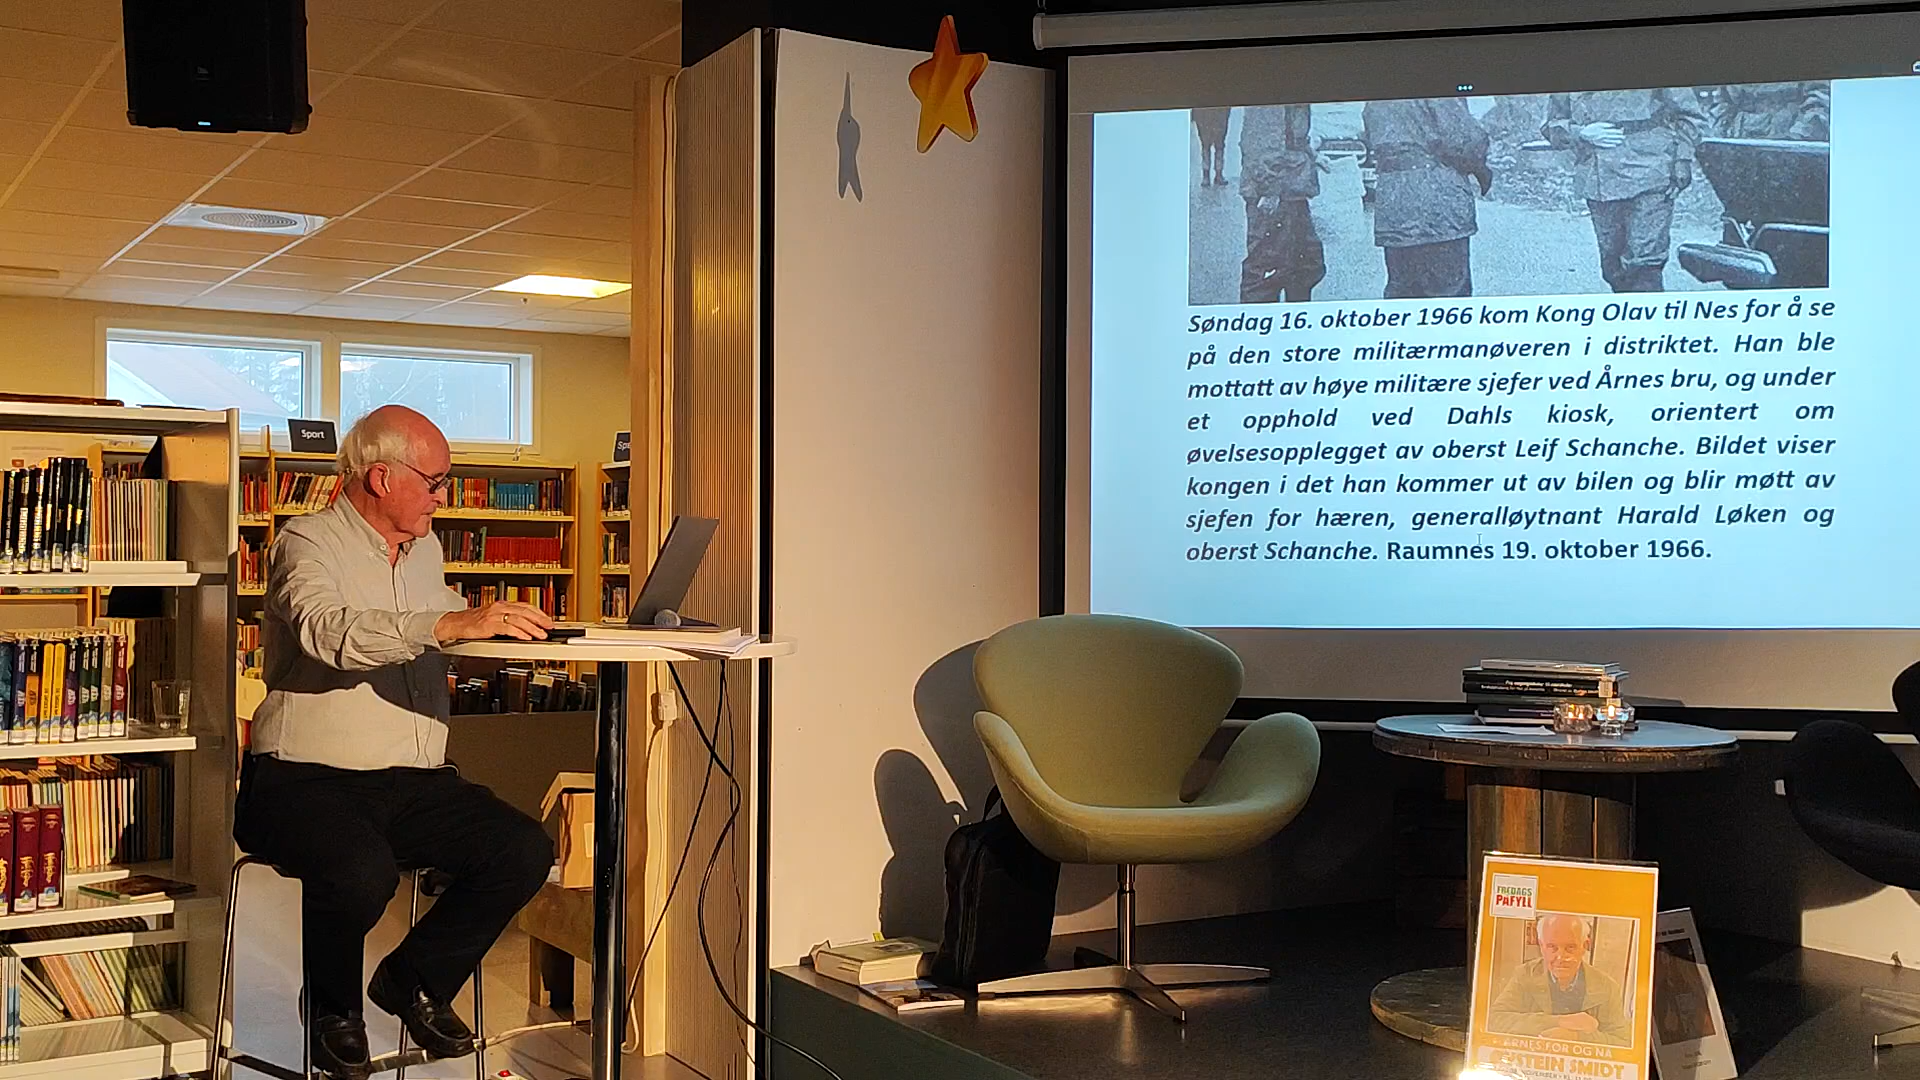 Sport
Søndag 16. oktober 1966 kom Kong Olav til Nes for å se
på den store militærmanøveren i distriktet. Han ble
mottatt av høye militære sjefer ved Årnes bru, og under
et opphold ved Dahls kiosk, orientert om
øvelsesopplegget av oberst Leif Schanche. Bildet viser
kongen i det han kommer ut av bilen og blir møtt av
sjefen for hæren, generalløytnant Harald Løken og
oberst Schanche. Raumnes 19. oktober 1966.
FREDAGS
PÅFYLL
ÅRNES FØR OG NÅ
SMIDT